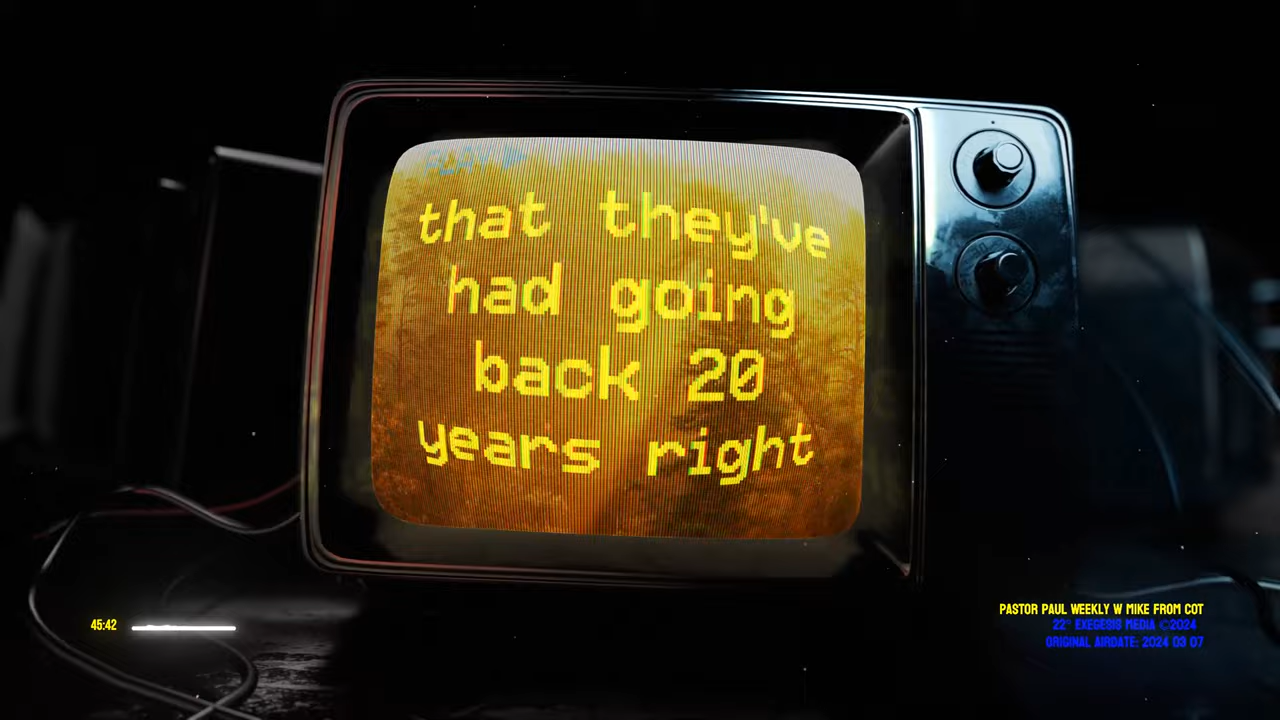 that they've
had going
back 20
years right
45:42
PASTOR PAUL WEEKLY W MIKE FROM COT
22° EXEGESIS MEDIA ©2024
ORIGINAL AIRDATE: 2024 03 07